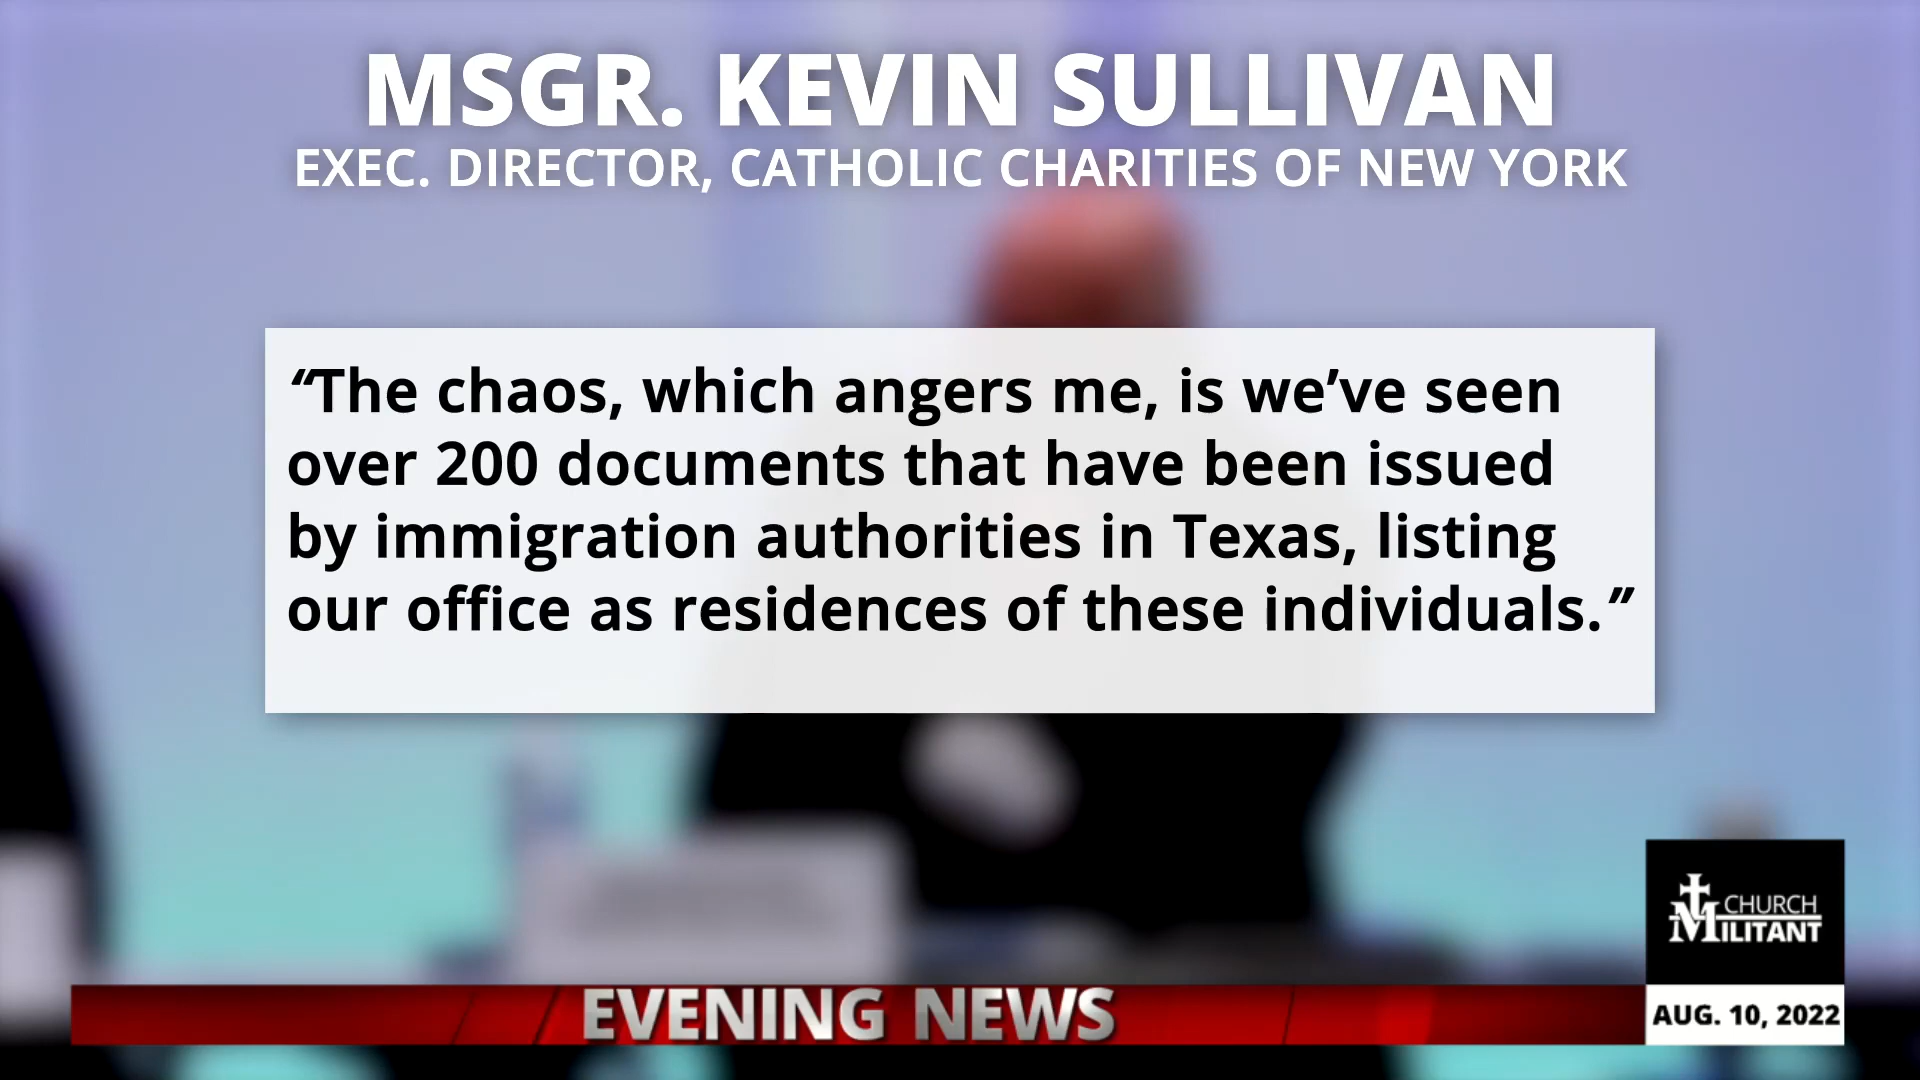 MSGR. KEVIN SULLIVAN
EXEC. DIRECTOR, CATHOLIC CHARITIES OF NEW YORK
“The chaos, which angers me, is we’ve seen
over 200 documents that have been issued
by immigration authorities in Texas, listing
our office as residences of these individuals.”
CHURCH
MILITANT
EVENING NEWS
AUG. 10, 2022